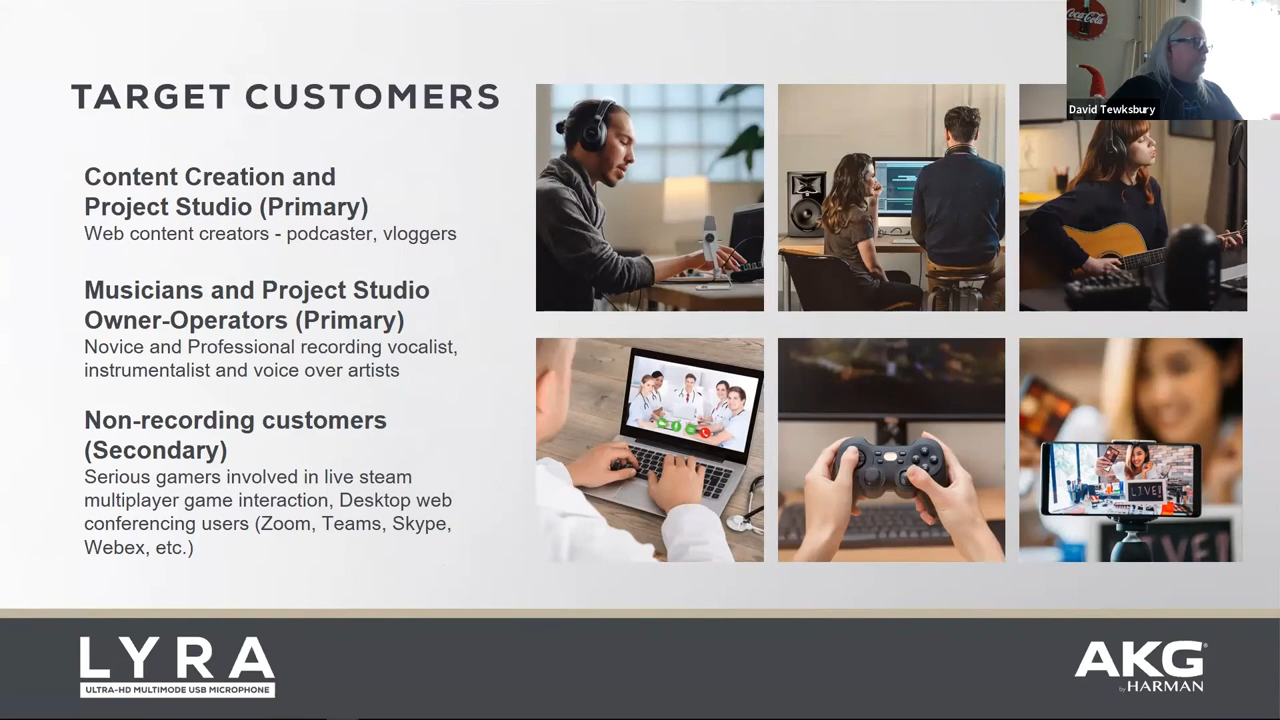 TARGET CUSTOMERS
Content Creation and
Project Studio (Primary)
Web content creators - podcaster, vloggers
Musicians and Project Studio
Owner-Operators (Primary)
Novice and Professional recording vocalist,
instrumentalist and voice over artists
Non-recording customers
(Secondary)
Serious gamers involved in live steam
multiplayer game interaction, Desktop web
conferencing users (Zoom, Teams, Skype,
Webex, etc.)
Coca-Cola
David Tewksbury
LIVE!
LIVE!
LYRA
ULTRA-HD MULTIMODE USB MICROPHONE
AKG®
by HARMAN